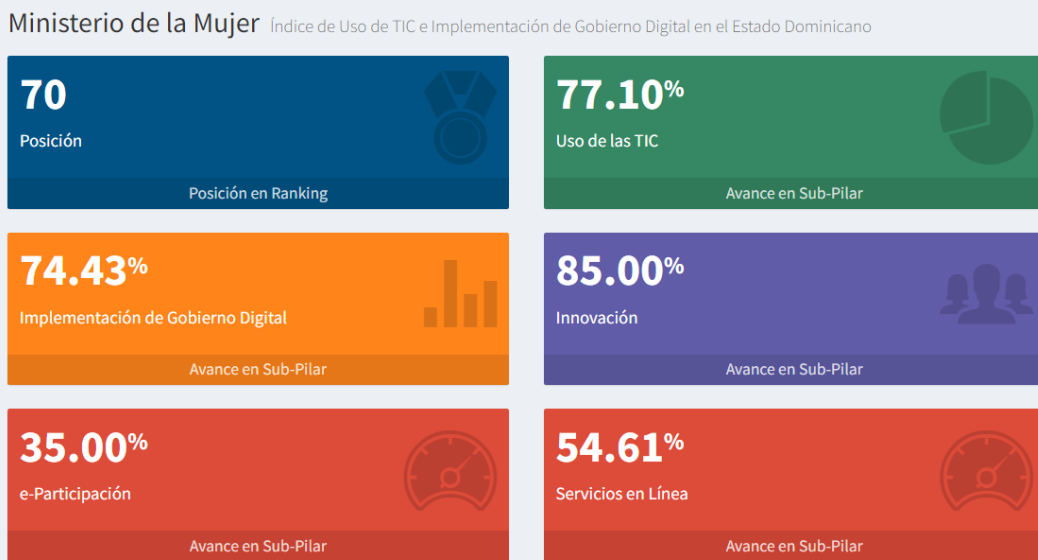 Ministerio de la Mujer Índice de Uso de TIC e Implementación de Gobierno Digital en el Estado Dominicano
70
Posición
Posición en Ranking
77.10%
Uso de las TIC
Avance en Sub-Pilar
74.43%
Implementación de Gobierno Digital
Avance en Sub-Pilar
85.00%
Innovación
Avance en Sub-Pilar
35.00%
e-Participación
Avance en Sub-Pilar
54.61%
Servicios en Línea
Avance en Sub-Pilar